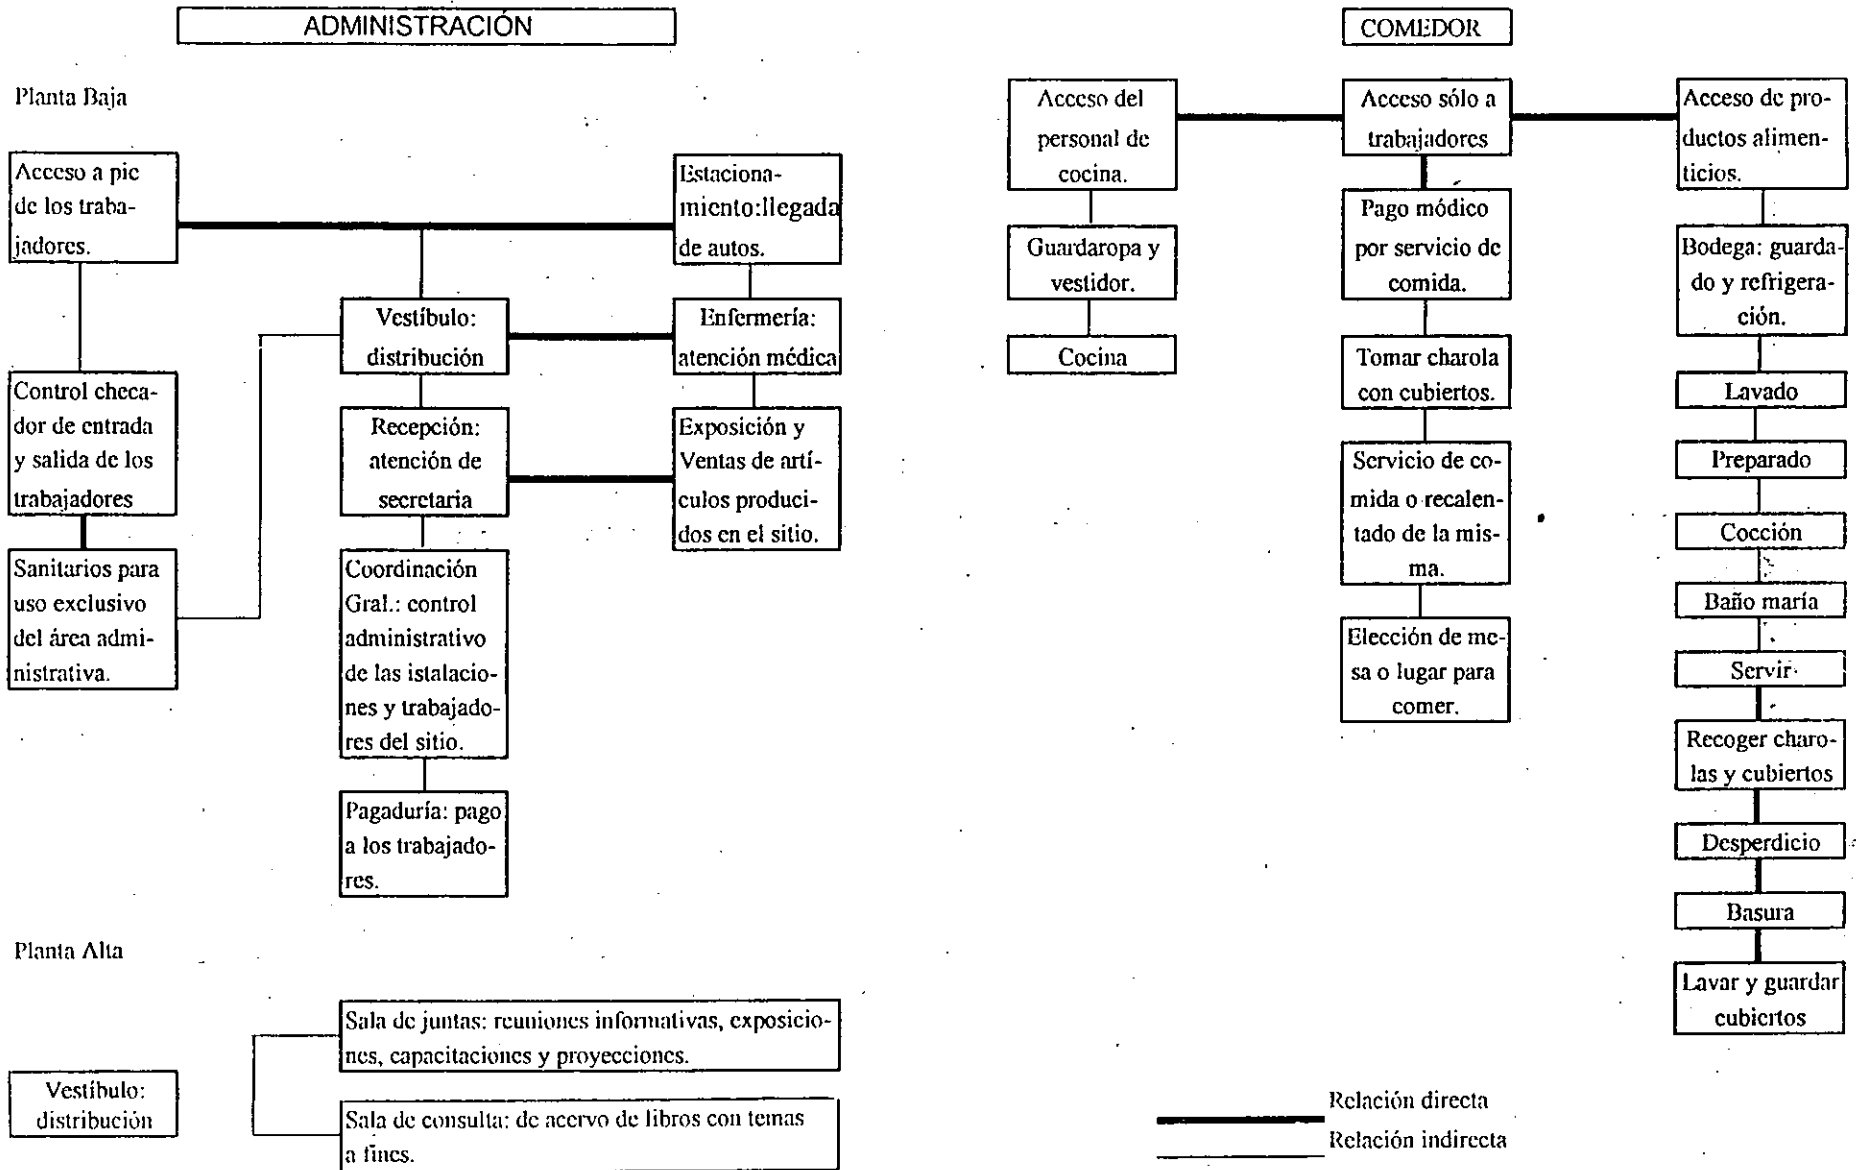 ADMINISTRACIÓN
Planta Baja
Acceso a pie
de los traba-
jadores.
Estaciona-
miento:llegada
de autos.
Vestíbulo:
distribución
Enfermería:
atención médica
Control checa-
dor de entrada
y salida de los
trabajadores
Recepción:
atención de
secretaria
Exposición y
Ventas de artí-
culos produci-
dos en el sitio.
Sanitarios para
uso exclusivo
del área admi-
nistrativa.
Coordinación
Gral.: control
administrativo
de las istalacio-
nes y trabajado-
res del sitio.
Pagaduría: pago
a los trabajado-
res.
Planta Alta
Vestíbulo:
distribución
Sala de juntas: reuniones informativas, exposicio-
nes, capacitaciones y proyecciones.
Sala de consulta: de acervo de libros con temas
a fines.
COMEDOR
Acceso del
personal de
cocina.
Guardaropa y
vestidor.
Cocina
Acceso sólo a
trabajadores
Pago módico
por servicio de
comida.
Tomar charola
con cubiertos.
Servicio de co-
mida o recalen-
tado de la mis-
ma.
Elección de me-
sa o lugar para
comer.
Acceso de pro-
ductos alimen-
ticios.
Bodega: guarda-
do y refrigera-
ción.
Lavado
Preparado
Cocción
Baño maría
Servir
Recoger charo-
las y cubiertos
Desperdicio
Basura
Lavar y guardar
cubiertos
Relación directa
Relación indirecta